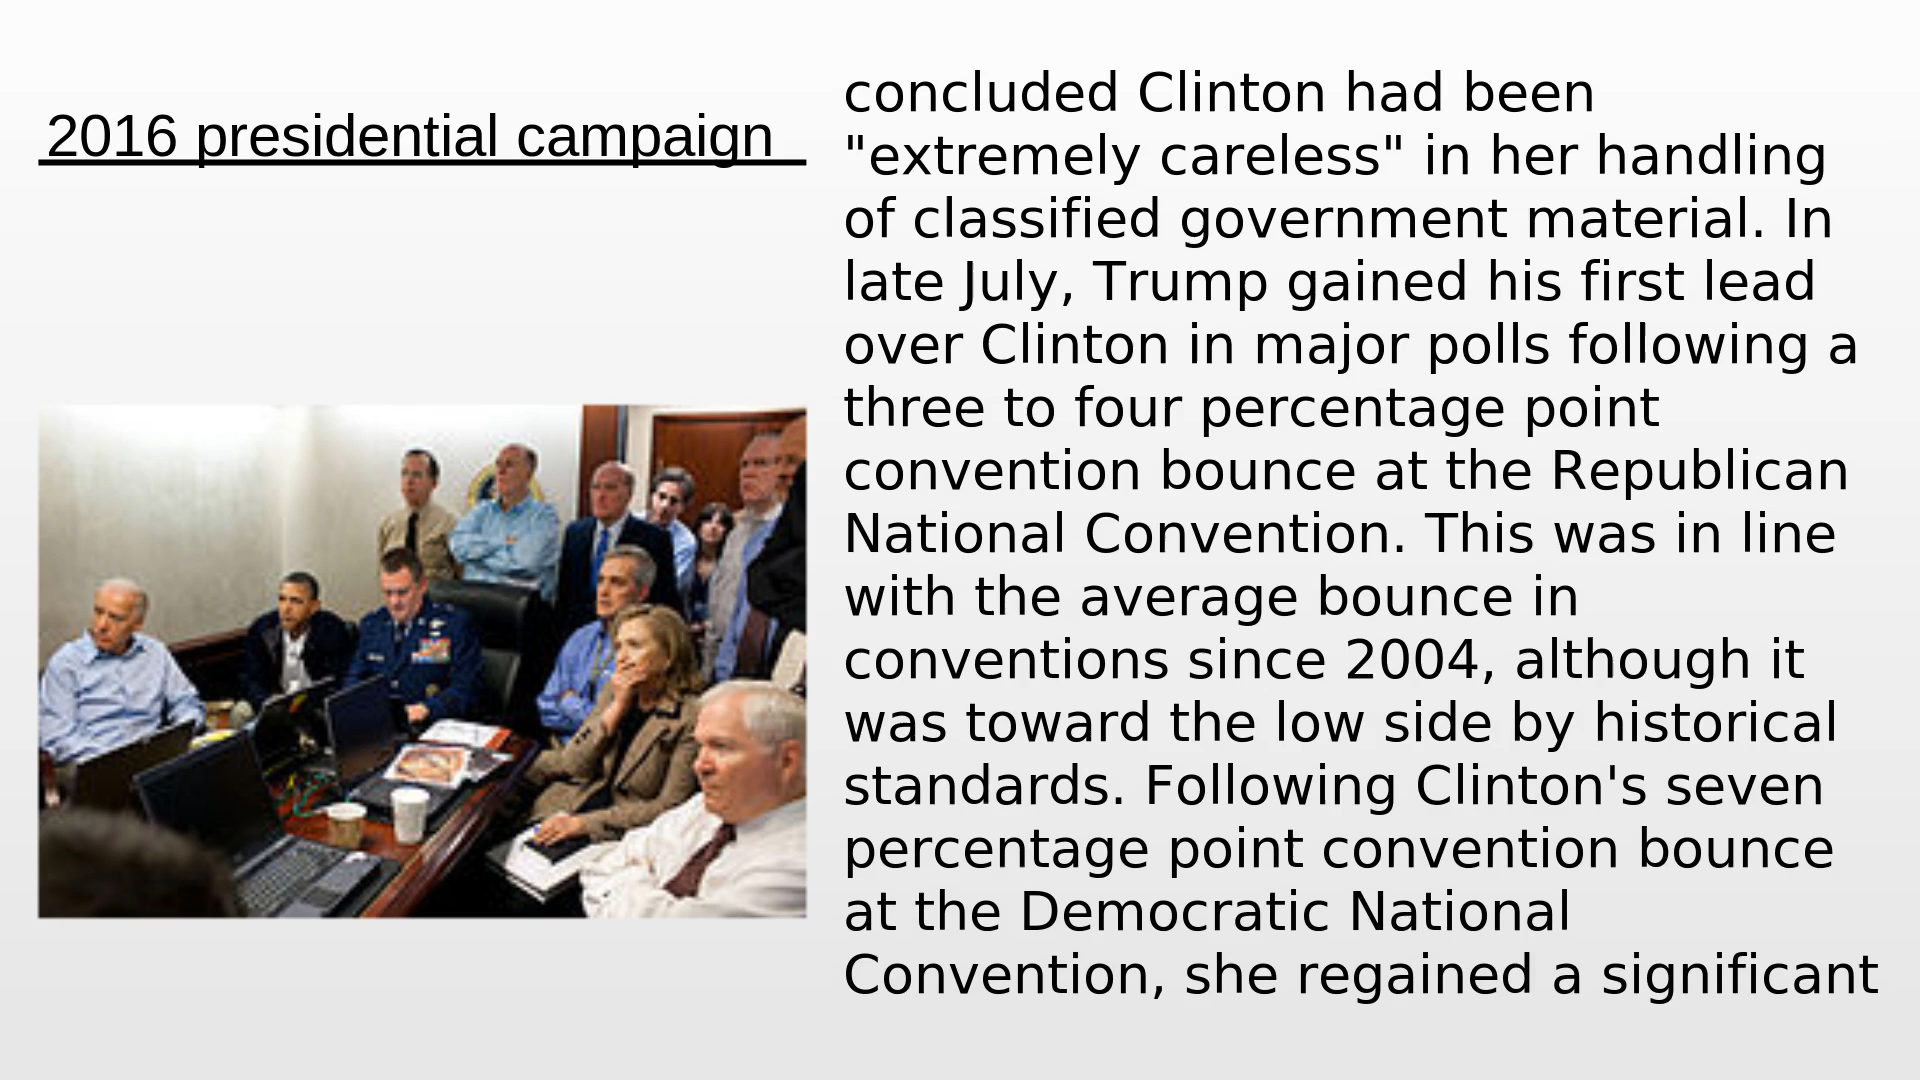 2016 presidential campaign
concluded Clinton had been
"extremely careless" in her handling
of classified government material. In
late July, Trump gained his first lead
over Clinton in major polls following a
three to four percentage point
convention bounce at the Republican
National Convention. This was in line
with the average bounce in
conventions since 2004, although it
was toward the low side by historical
standards. Following Clinton's seven
percentage point convention bounce
at the Democratic National
Convention, she regained a significant